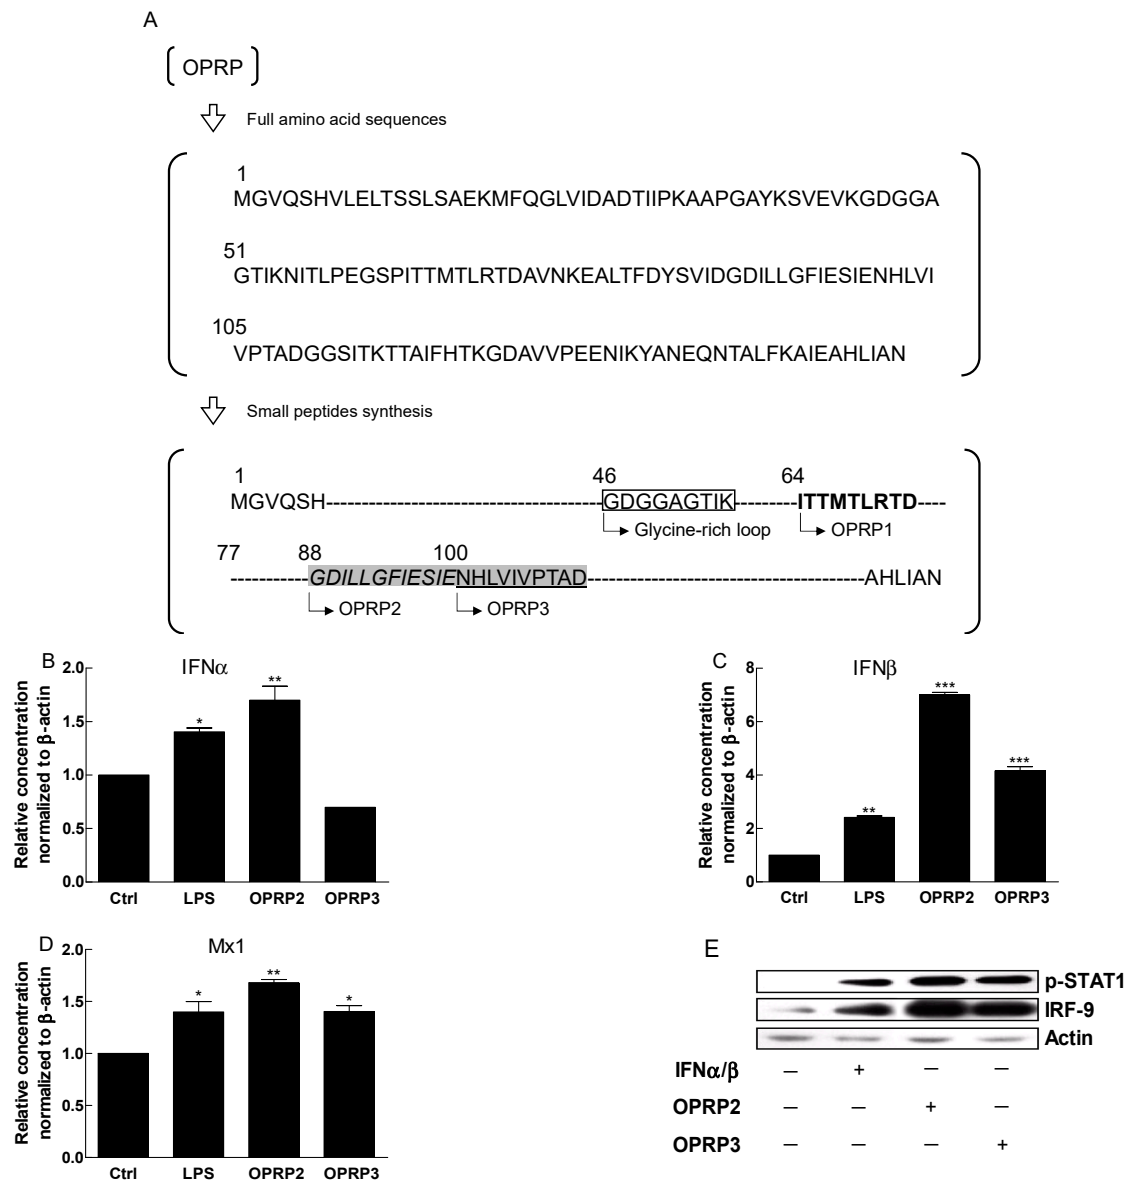 A
OPRP
Full amino acid sequences
1
MGVQSHVLELTSSLSAEKMFQGLVIDADTIIPKAAPGAYKSVEVKGDGGA
51
GTIKNITLPEGSPITTMTLRTDAVNKEALTFDYSVIDGDILLGFIESIENHLVI
105
VPTADGGSITKTTAIFHTKGDAVVPEENIKYANEQNTALFKAIEAHLIAN
Small peptides synthesis
1 46 64
MGVQSH------------------------------GDGGAGTIK-------ITTMTLRTD----
Glycine-rich loop OPRP1
77 88 100
---------GDILLGFIESIENHLVIVPTAD-------------------------------AHLIAN
OPRP2 OPRP3
B IFNα
Relative concentration
normalized to β-actin
2.0
1.5
1.0
0.5
0.0
* **
Ctrl LPS OPRP2 OPRP3
C IFNβ
Relative concentration
normalized to β-actin
8
6
4
2
0
** *** ***
Ctrl LPS OPRP2 OPRP3
D Mx1
Relative concentration
normalized to β-actin
2.0
1.5
1.0
0.5
0.0
* ** *
Ctrl LPS OPRP2 OPRP3
E
p-STAT1
IRF-9
Actin
IFNα/β — + — —
OPRP2 — — + —
OPRP3 — — — +